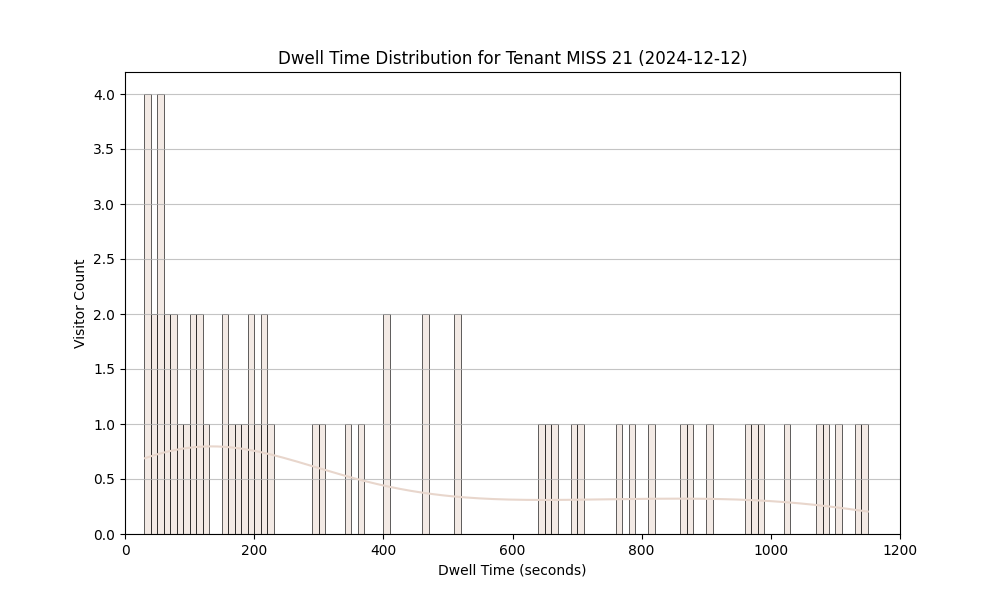 Dwell Time Distribution for Tenant MISS 21 (2024-12-12)
Visitor Count
4.0
3.5
3.0
2.5
2.0
1.5
1.0
0.5
0.0
0 200 400 600 800 1000 1200
Dwell Time (seconds)